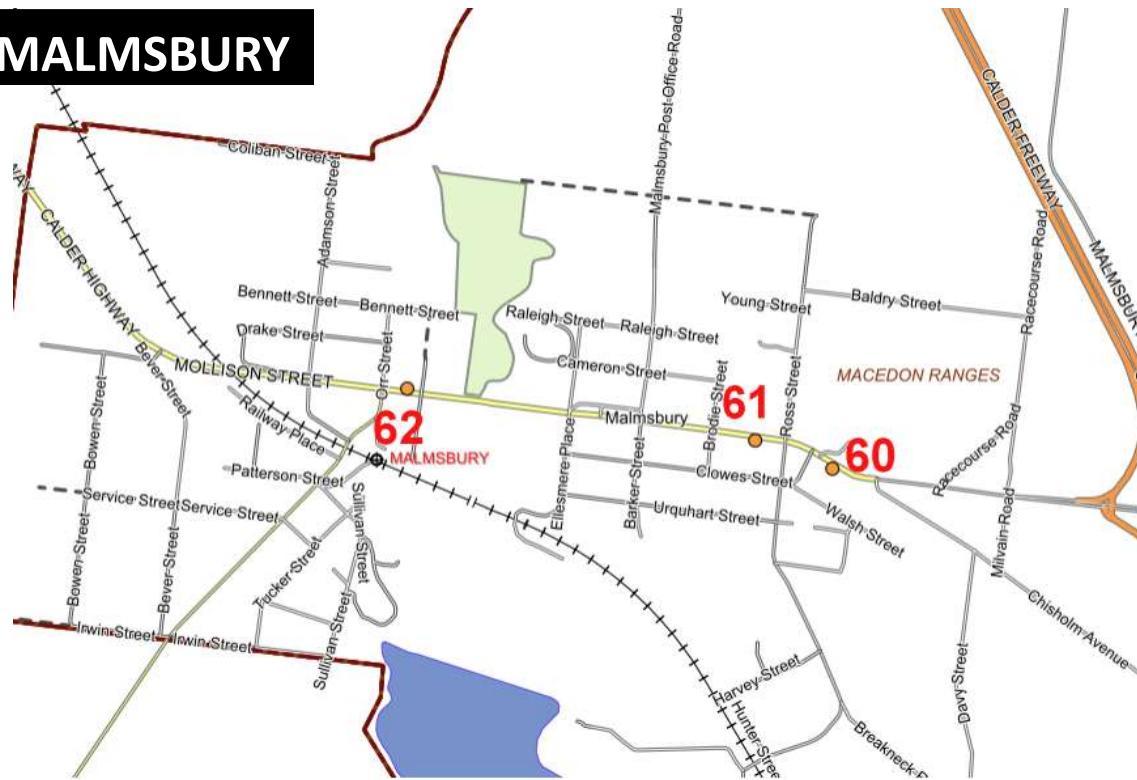 MALMSBURY
Coliban Street
Malmsbury Post Office Road
CALDER FREEWAY
MALMSBURY
Adamson Street
CALDER HIGHWAY
Racecourse Road
Bennett Street
Bennett Street
Young Street
Baldry Street
Raleigh Street
Raleigh Street
Drake Street
Orr Street
Bever Street
MOLLISON STREET
Cameron Street
Ross Street
MACEDON RANGES
Brodie Street
61
Malmsbury
Railway Place
62
MALMSBURY
60
Bowen Street
Ellesmere Place
Barker Street
Clowes Street
Racecourse Road
Patterson Street
Service Street
Service Street
Sullivan Street
Urquhart Street
Walsh Street
Milvain Road
Bowen Street
Bever Street
Tucker Street
Chisholm Avenue
Irwin Street
Irwin Street
Sullivan Street
Harvey Street
Davy Street
Hunter Stree
Breakneck